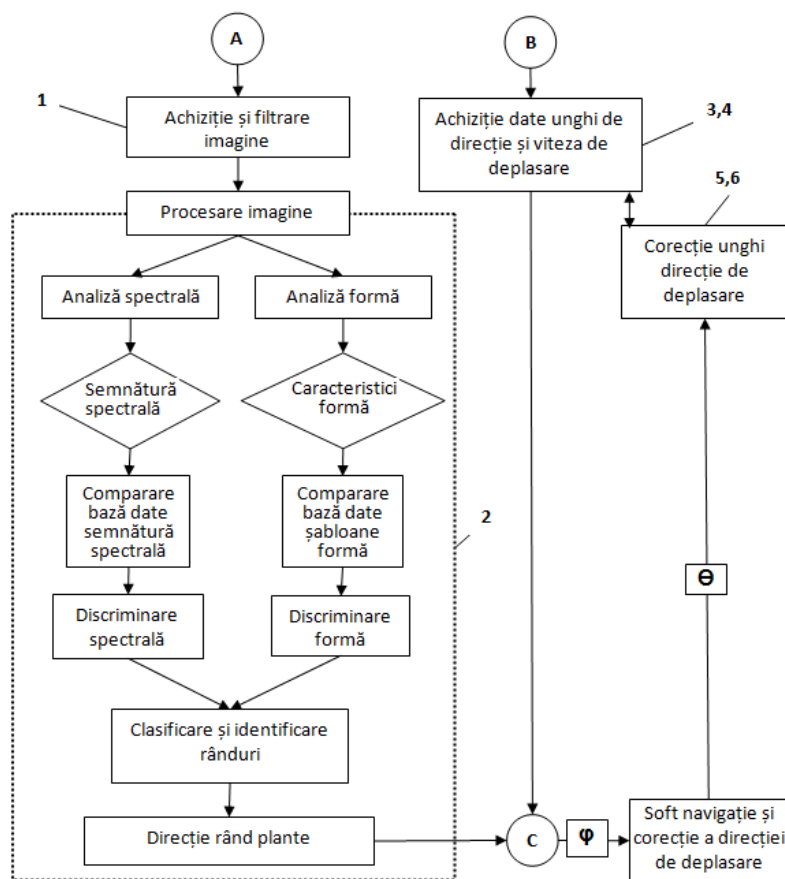 A
1
Achiziție și filtrare
imagine
Procesare imagine
Analiză spectrală
Analiză formă
Semnătură
spectrală
Caracteristici
formă
Comparare
bază date
semnătură
spectrală
Comparare
bază date
șabloane
formă
2
Discriminare
spectrală
Discriminare
formă
Clasificare și identificare
rânduri
Direcție rând plante
B
Achiziție date unghi de
direcție și viteza de
deplasare
3,4
5,6
Corecție unghi
direcție de
deplasare
Ɵ
C
φ
Soft navigație și
corecție a direcției
de deplasare